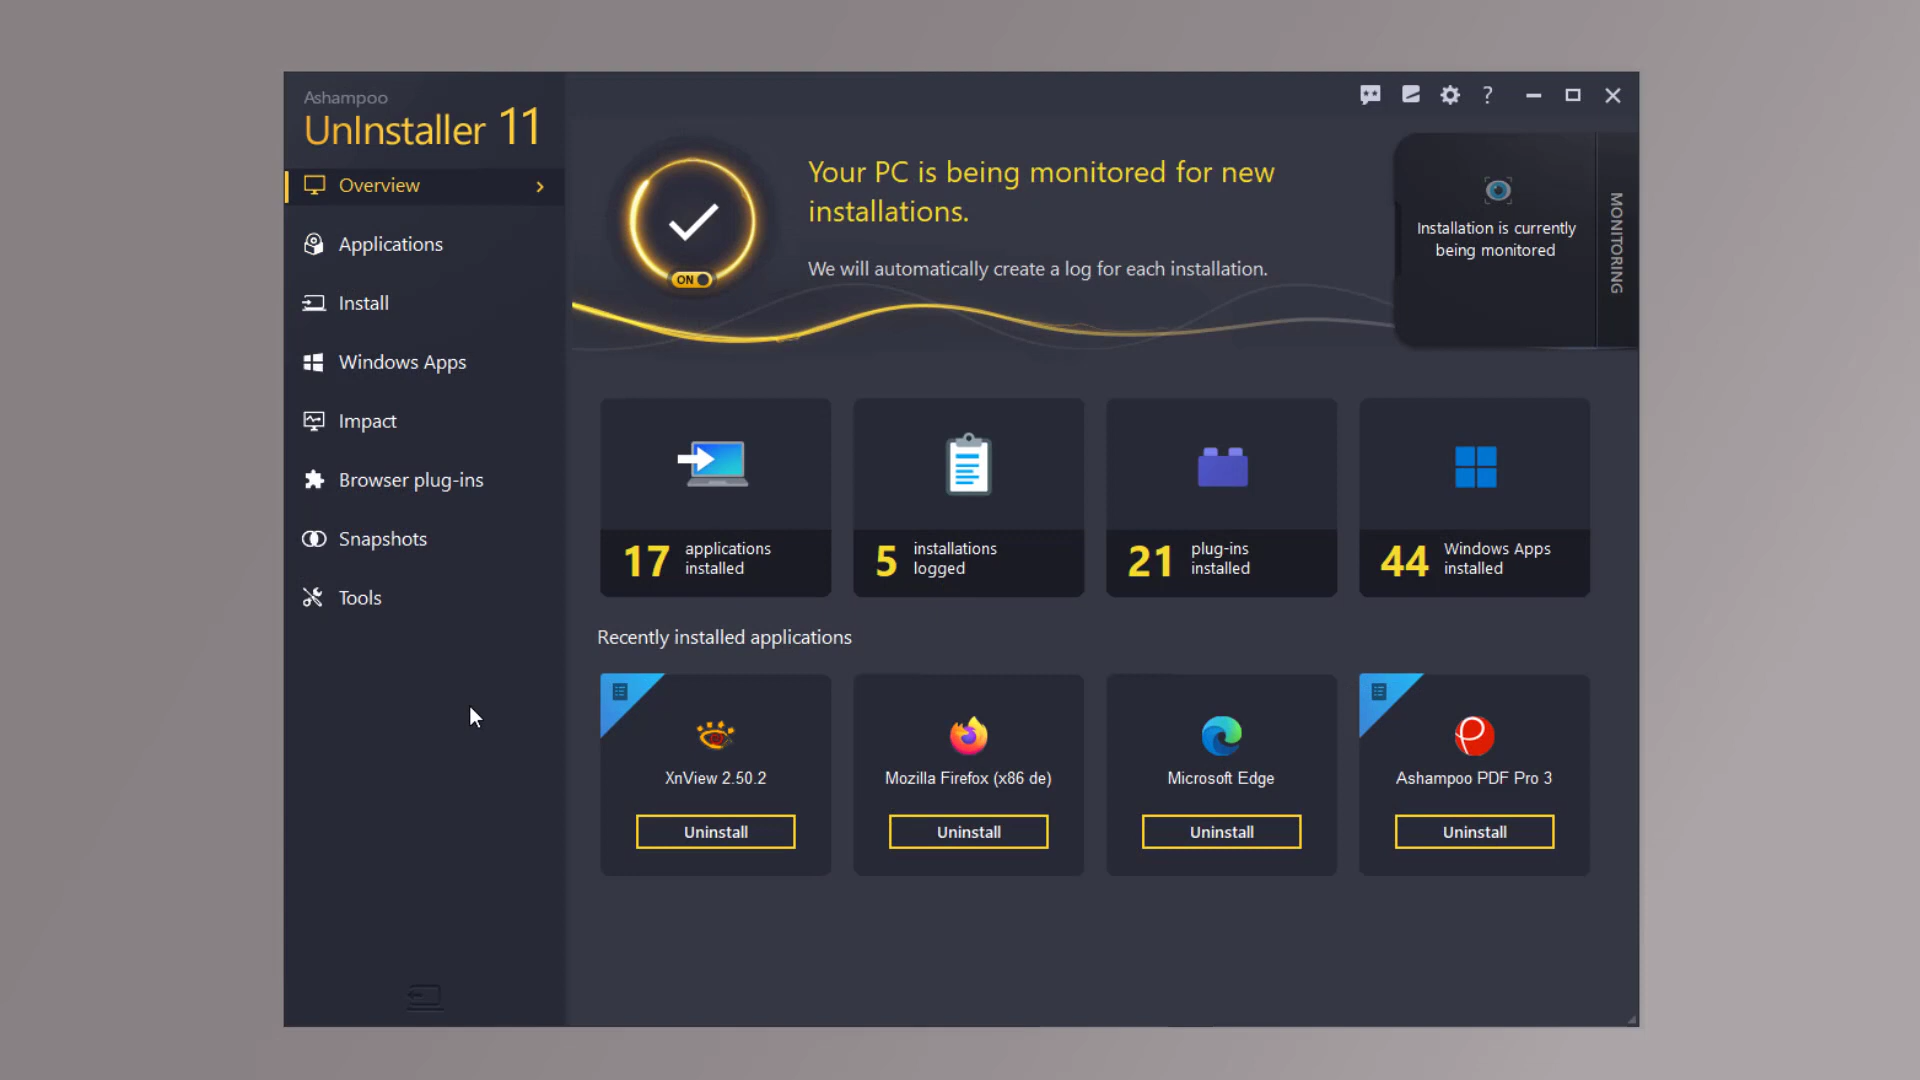 Ashampoo
UnInstaller 11
Overview
Applications
Install
Windows Apps
Impact
Browser plug-ins
Snapshots
Tools
?
ON
Your PC is being monitored for new
installations.
We will automatically create a log for each installation.
Installation is currently
being monitored
MONITORING
17 applications
installed
5 installations
logged
21 plug-ins
installed
44 Windows Apps
installed
Recently installed applications
XnView 2.50.2
Uninstall
Mozilla Firefox (x86 de)
Uninstall
Microsoft Edge
Uninstall
Ashampoo PDF Pro 3
Uninstall